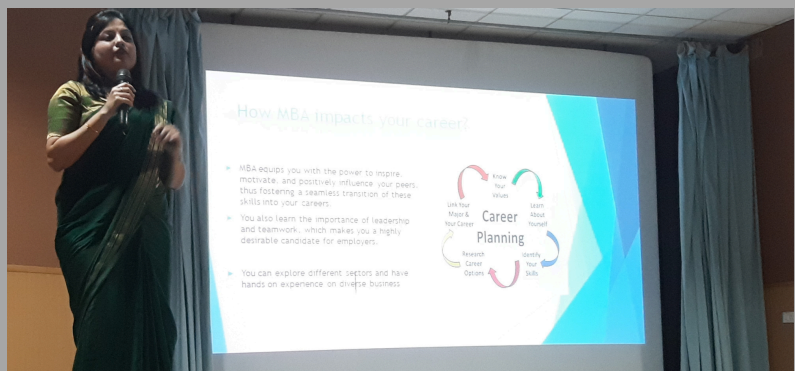 How MBA impacts your career?
MBA equips you with the power to inspire,
motivate, and positively influence your peers,
thus fostering a seamless transition of these
skills into your careers.
You also learn the importance of leadership
and teamwork, which makes you a highly
desirable candidate for employers.
You can explore different sectors and have
hands on experience on diverse business
Know
Your
Values
Learn
About
Yourself
Identify
Your
Skills
Research
Career
Options
Link Your
Major &
Your Career
Career
Planning